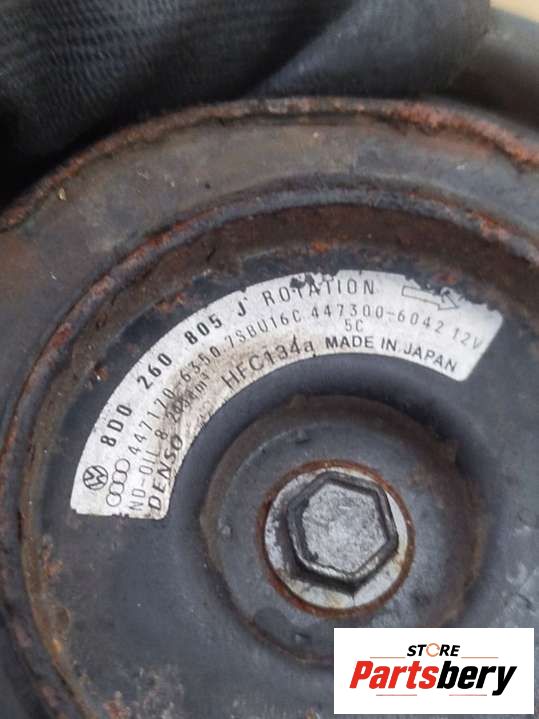 8D0 260 805 J ROTATION
447170-6350 7SBU16C 447300-6042 12V
ND-OIL 8 5C
DENSO HFC134a MADE IN JAPAN
STORE
Partsbery